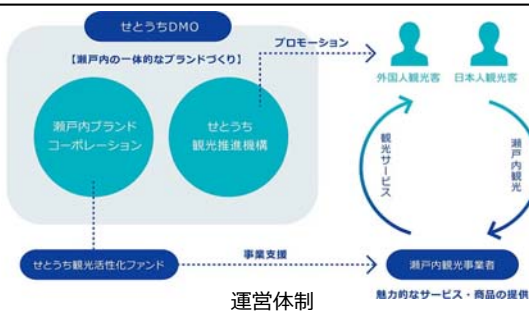 せとうちDMO
【瀬戸内の一体的なブランドづくり】
瀬戸内ブランド
コーポレーション
せとうち
観光推進機構
プロモーション
外国人観光客
日本人観光客
観光サービス
瀬戸内観光
せとうち観光活性化ファンド
事業支援
瀬戸内観光事業者
魅力的なサービス・商品の提供
運営体制